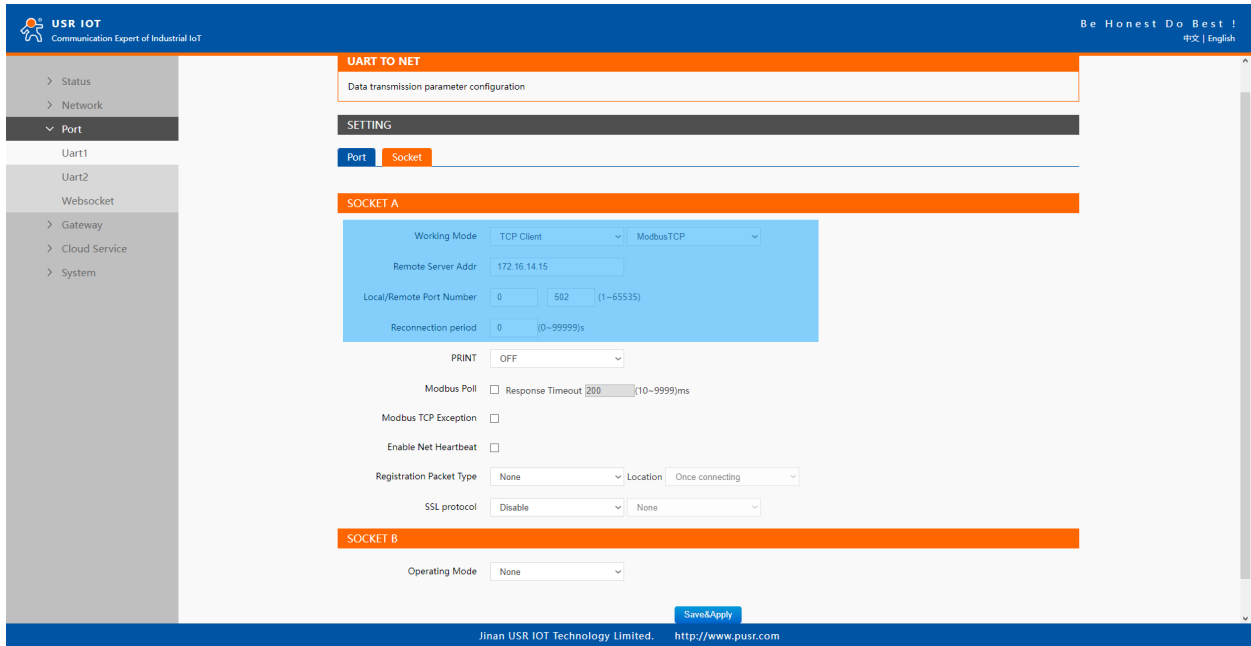 USR IOT
Communication Expert of Industrial IoT
Be Honest Do Best !
中文 | English
Status
Network
Port
Uart1
Uart2
Websocket
Gateway
Cloud Service
System
UART TO NET
Data transmission parameter configuration
SETTING
Port Socket
SOCKET A
Working Mode TCP Client ModbusTCP
Remote Server Addr 172.16.14.15
Local/Remote Port Number 0 502 (1~65535)
Reconnection period 0 (0~99999)s
PRINT OFF
Modbus Poll Response Timeout 200 (10~9999)ms
Modbus TCP Exception
Enable Net Heartbeat
Registration Packet Type None Location Once connecting
SSL protocol Disable None
SOCKET B
Operating Mode None
Save&Apply
Jinan USR IOT Technology Limited. http://www.pusr.com